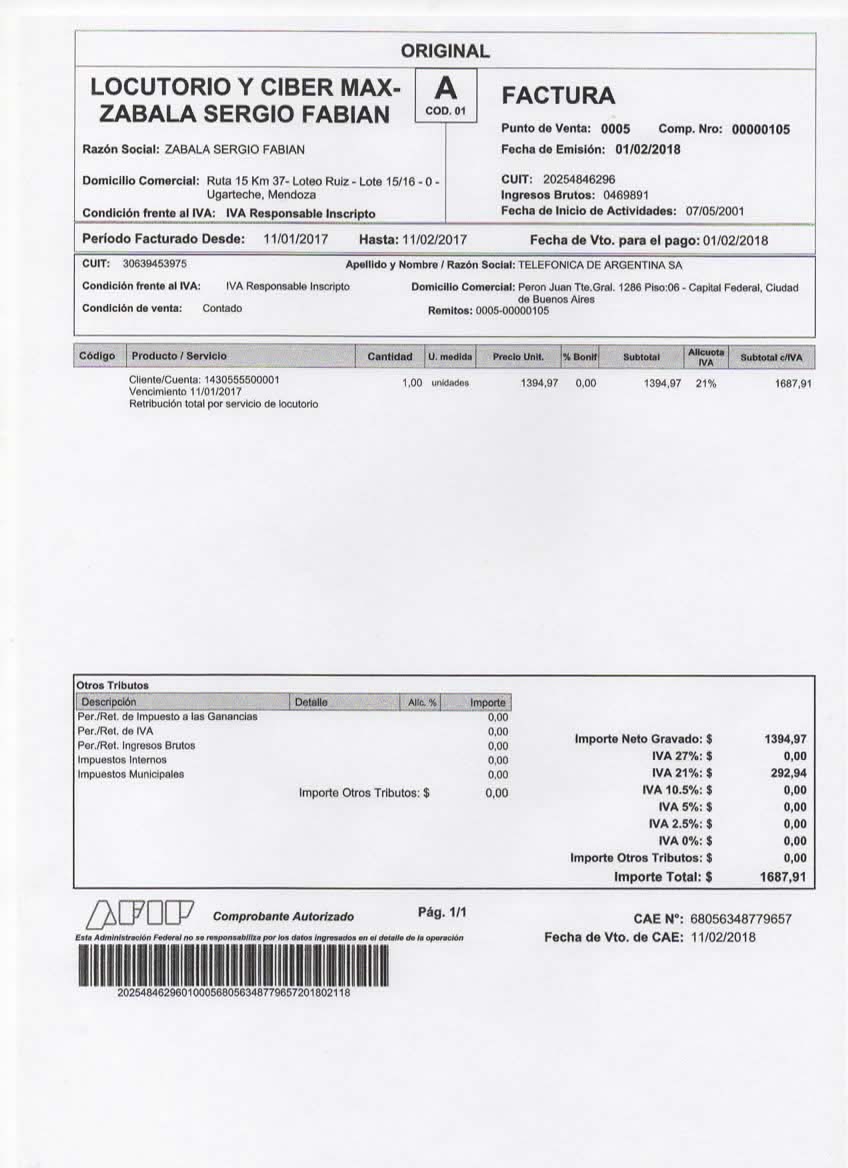 ORIGINAL
LOCUTORIO Y CIBER MAX-
ZABALA SERGIO FABIAN
A
COD. 01
FACTURA
Punto de Venta: 0005 Comp. Nro: 00000105
Razón Social: ZABALA SERGIO FABIAN
Fecha de Emisión: 01/02/2018
Domicilio Comercial: Ruta 15 Km 37- Loteo Ruiz - Lote 15/16 - 0 -
Ugarteche, Mendoza
CUIT: 20254846296
Ingresos Brutos: 0469891
Condición frente al IVA: IVA Responsable Inscripto
Fecha de Inicio de Actividades: 07/05/2001
Período Facturado Desde: 11/01/2017 Hasta: 11/02/2017 Fecha de Vto. para el pago: 01/02/2018
CUIT: 30639453975 Apellido y Nombre / Razón Social: TELEFONICA DE ARGENTINA SA
Condición frente al IVA: IVA Responsable Inscripto Domicilio Comercial: Peron Juan Tte.Gral. 1286 Piso:06 - Capital Federal, Ciudad
de Buenos Aires
Condición de venta: Contado Remitos: 0005-00000105
Código Producto / Servicio Cantidad U. medida Precio Unit. % Bonif Subtotal Alicuota IVA Subtotal c/IVA
Cliente/Cuenta: 1430555500001 1,00 unidades 1394,97 0,00 1394,97 21% 1687,91
Vencimiento 11/01/2017
Retribución total por servicio de locutorio
Otros Tributos
Descripción Detalle Alic. % Importe
Per./Ret. de Impuesto a las Ganancias 0,00
Per./Ret. de IVA 0,00
Per./Ret. Ingresos Brutos 0,00
Impuestos Internos 0,00
Impuestos Municipales 0,00
Importe Otros Tributos: $ 0,00
Importe Neto Gravado: $ 1394,97
IVA 27%: $ 0,00
IVA 21%: $ 292,94
IVA 10.5%: $ 0,00
IVA 5%: $ 0,00
IVA 2.5%: $ 0,00
IVA 0%: $ 0,00
Importe Otros Tributos: $ 0,00
Importe Total: $ 1687,91
AFIP Comprobante Autorizado Pág. 1/1
CAE N°: 68056348779657
Esta Administración Federal no se responsabiliza por los datos ingresados en el detalle de la operación
Fecha de Vto. de CAE: 11/02/2018
2025484629601000568056348779657201802118